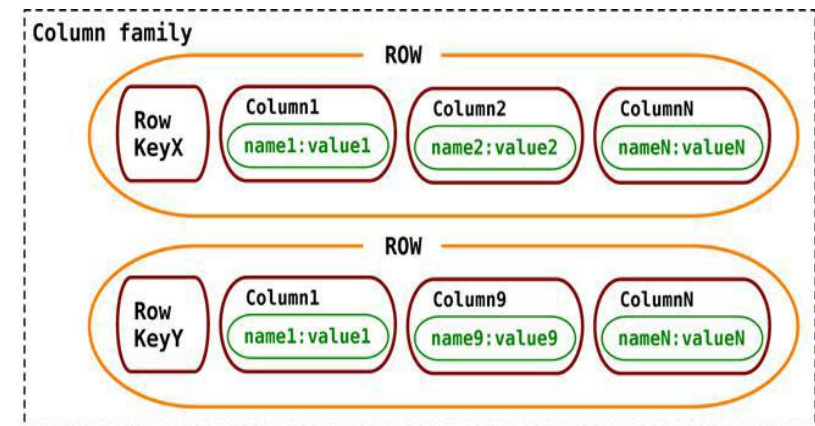 Column family
ROW
Row
KeyX
Column1
name1:value1
Column2
name2:value2
ColumnN
nameN:valueN
ROW
Row
KeyY
Column1
name1:value1
Column9
name9:value9
ColumnN
nameN:valueN